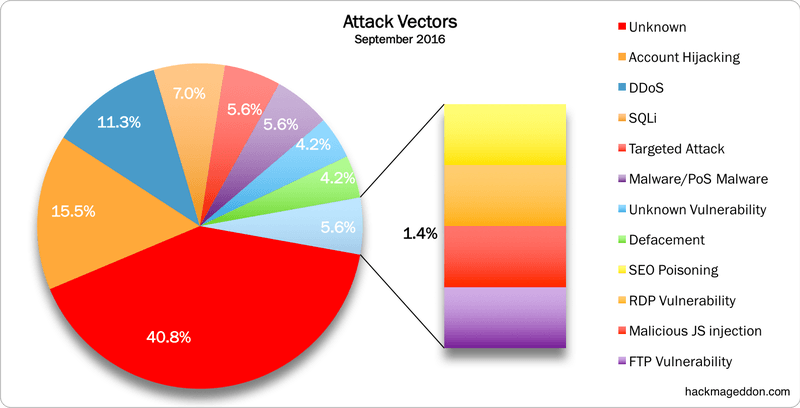 Attack Vectors
September 2016
7.0%
5.6%
11.3%
5.6%
4.2%
4.2%
15.5%
5.6%
40.8%
1.4%
Unknown
Account Hijacking
DDoS
SQLi
Targeted Attack
Malware/PoS Malware
Unknown Vulnerability
Defacement
SEO Poisoning
RDP Vulnerability
Malicious JS injection
FTP Vulnerability
hackmageddon.com